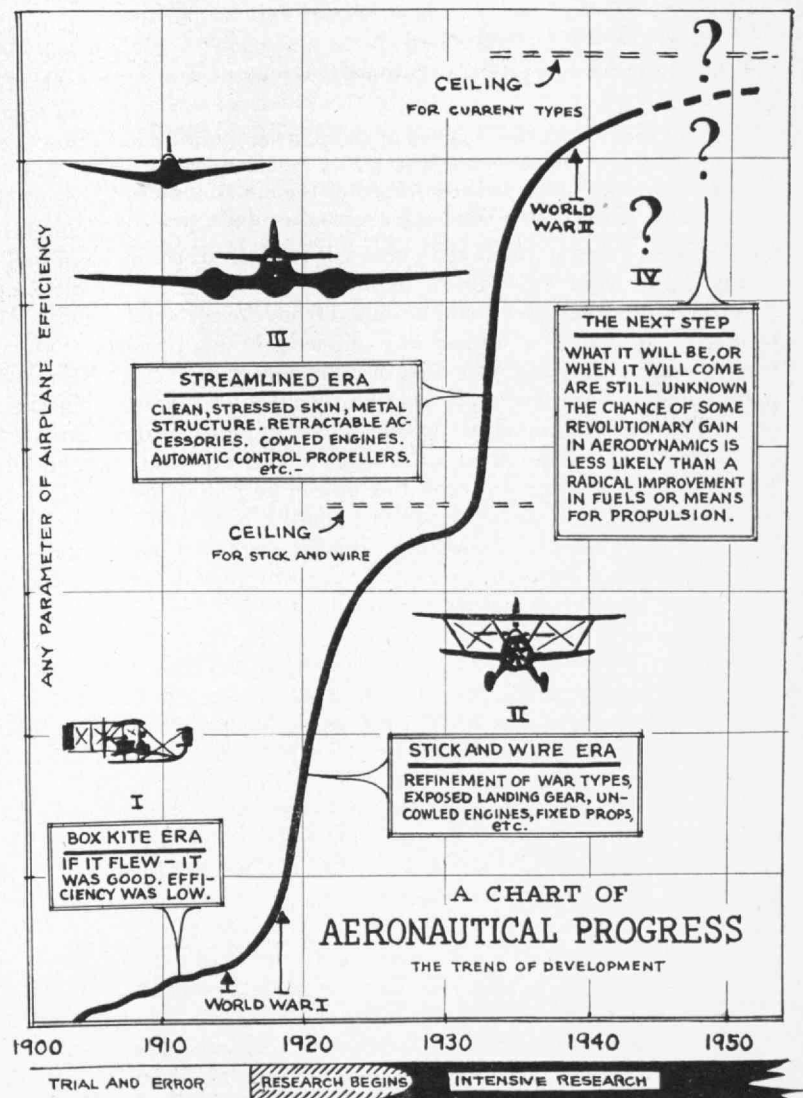 ?
CEILING
FOR CURRENT TYPES
?
WORLD
WAR II
?
IV
THE NEXT STEP
WHAT IT WILL BE, OR
WHEN IT WILL COME
ARE STILL UNKNOWN
THE CHANCE OF SOME
REVOLUTIONARY GAIN
IN AERODYNAMICS IS
LESS LIKELY THAN A
RADICAL IMPROVEMENT
IN FUELS OR MEANS
FOR PROPULSION.
ANY PARAMETER OF AIRPLANE EFFICIENCY
III
STREAMLINED ERA
CLEAN, STRESSED SKIN, METAL
STRUCTURE. RETRACTABLE AC-
CESSORIES. COWLED ENGINES.
AUTOMATIC CONTROL PROPELLERS,
etc.-
CEILING
FOR STICK AND WIRE
II
STICK AND WIRE ERA
REFINEMENT OF WAR TYPES,
EXPOSED LANDING GEAR, UN-
COWLED ENGINES, FIXED PROPS,
etc.
I
BOX KITE ERA
IF IT FLEW - IT
WAS GOOD. EFFI-
CIENCY WAS LOW.
A CHART OF
AERONAUTICAL PROGRESS
THE TREND OF DEVELOPMENT
WORLD WAR I
1900 1910 1920 1930 1940 1950
TRIAL AND ERROR RESEARCH BEGINS INTENSIVE RESEARCH